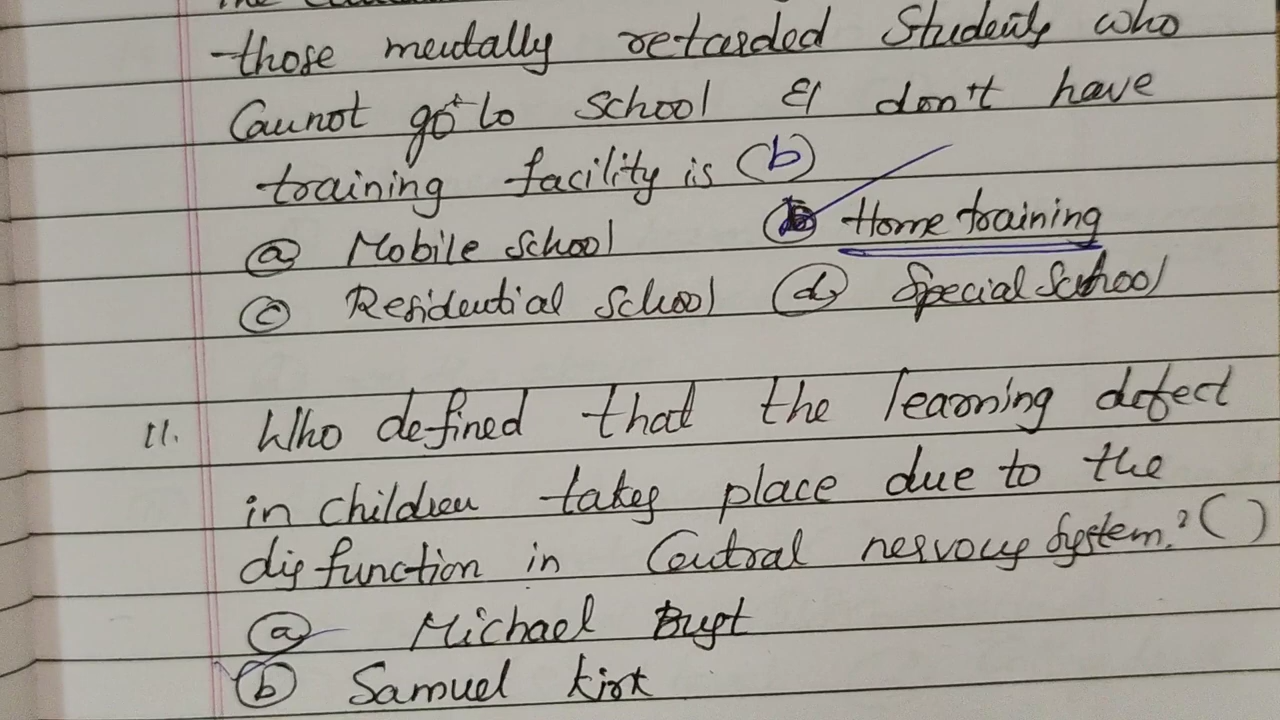 those mentally retarded Students who
Cannot go to School & don't have
training facility is (b)
(a) Mobile School (b) Home training
(c) Residential School (d) Special School
11. Who defined that the learning defect
in children takes place due to the
disfunction in Central nervous System? ( )
(a) Michael
(b) Samuel Kirk